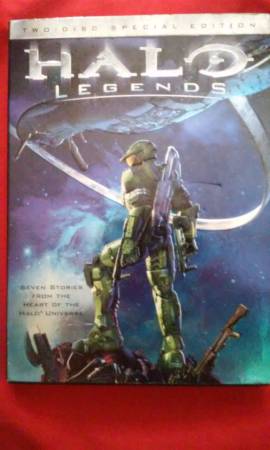 TWO-DISC SPECIAL EDITION
HALO
LEGENDS
SEVEN STORIES
FROM THE
HEART OF THE
HALO® UNIVERSE